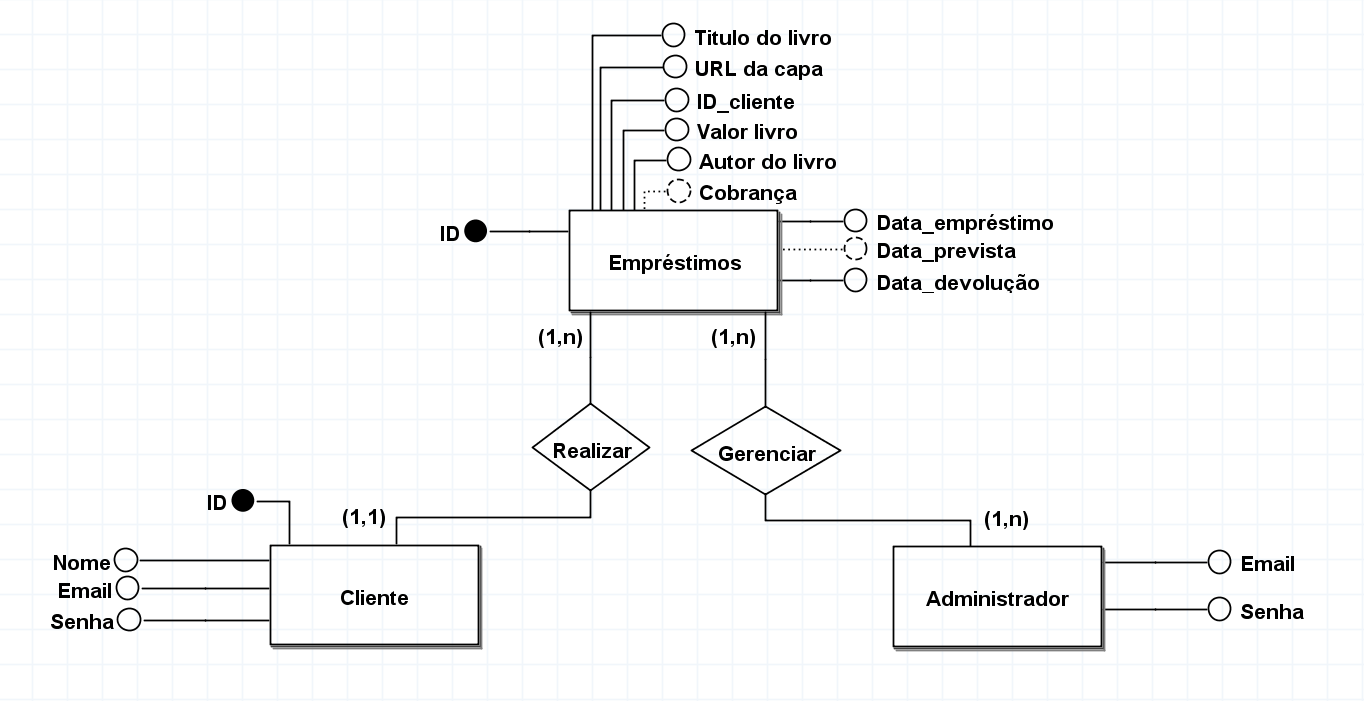 Titulo do livro
URL da capa
ID_cliente
Valor livro
Autor do livro
Cobrança
ID
Data_empréstimo
Data_prevista
Data_devolução
Empréstimos
(1,n)
(1,n)
Realizar
Gerenciar
ID
(1,1)
(1,n)
Nome
Email
Senha
Cliente
Administrador
Email
Senha